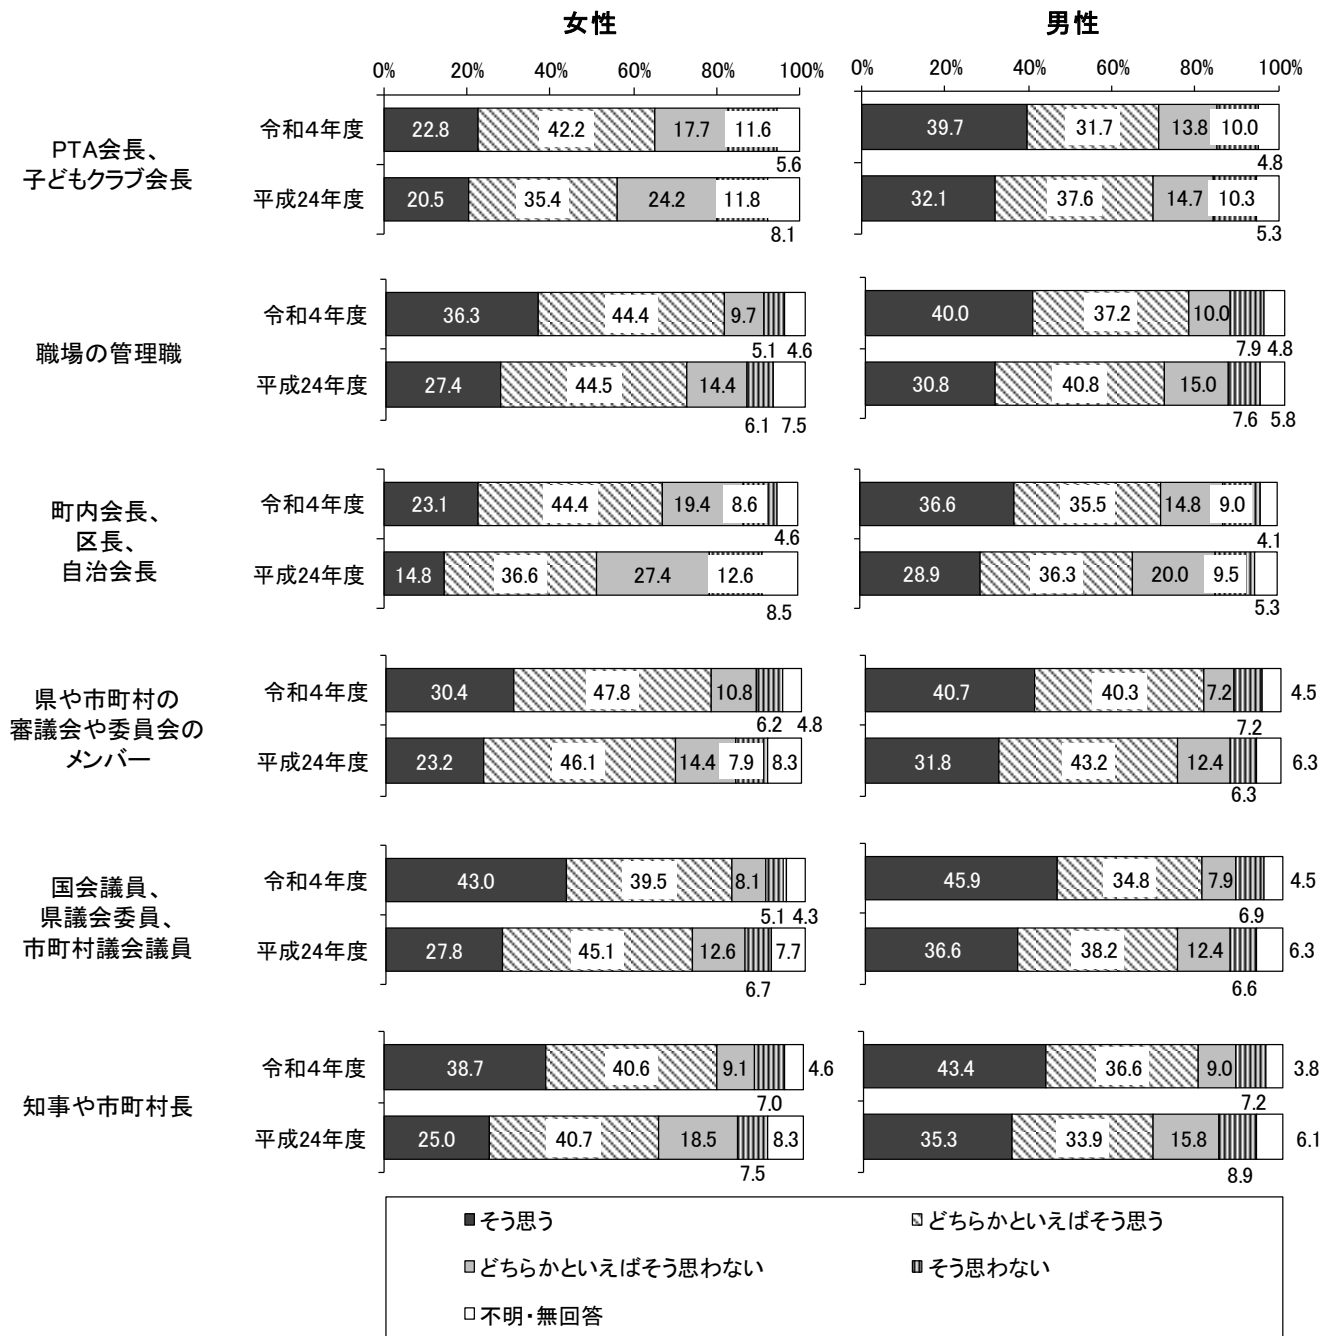 女性
男性
0% 20% 40% 60% 80% 100%
0% 20% 40% 60% 80% 100%
PTA会長、
子どもクラブ会長
令和4年度 22.8 42.2 17.7 11.6 5.6
39.7 31.7 13.8 10.0 4.8
平成24年度 20.5 35.4 24.2 11.8 8.1
32.1 37.6 14.7 10.3 5.3
職場の管理職
令和4年度 36.3 44.4 9.7 5.1 4.6
40.0 37.2 10.0 7.9 4.8
平成24年度 27.4 44.5 14.4 6.1 7.5
30.8 40.8 15.0 7.6 5.8
町内会長、
区長、
自治会長
令和4年度 23.1 44.4 19.4 8.6 4.6
36.6 35.5 14.8 9.0 4.1
平成24年度 14.8 36.6 27.4 12.6 8.5
28.9 36.3 20.0 9.5 5.3
県や市町村の
審議会や委員会の
メンバー
令和4年度 30.4 47.8 10.8 6.2 4.8
40.7 40.3 7.2 7.2 4.5
平成24年度 23.2 46.1 14.4 7.9 8.3
31.8 43.2 12.4 6.3 6.3
国会議員、
県議会委員、
市町村議会議員
令和4年度 43.0 39.5 8.1 5.1 4.3
45.9 34.8 7.9 6.9 4.5
平成24年度 27.8 45.1 12.6 6.7 7.7
36.6 38.2 12.4 6.6 6.3
知事や市町村長
令和4年度 38.7 40.6 9.1 7.0 4.6
43.4 36.6 9.0 7.2 3.8
平成24年度 25.0 40.7 18.5 7.5 8.3
35.3 33.9 15.8 8.9 6.1
そう思う
どちらかといえばそう思う
どちらかといえばそう思わない
そう思わない
不明・無回答